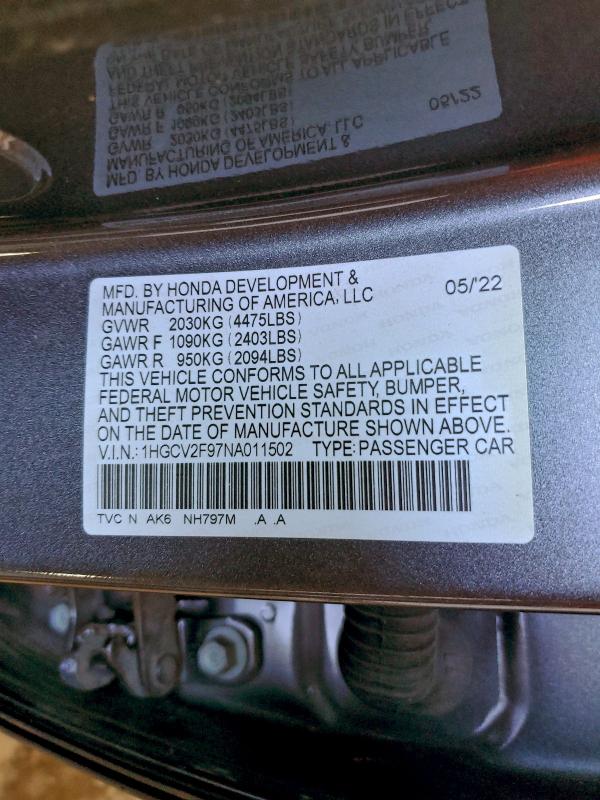 MFD. BY HONDA DEVELOPMENT &
MANUFACTURING OF AMERICA, LLC 05/'22
GVWR 2030KG (4475LBS)
GAWR F 1090KG (2403LBS)
GAWR R 950KG (2094LBS)
THIS VEHICLE CONFORMS TO ALL APPLICABLE
FEDERAL MOTOR VEHICLE SAFETY, BUMPER,
AND THEFT PREVENTION STANDARDS IN EFFECT
ON THE DATE OF MANUFACTURE SHOWN ABOVE.
V.I.N.: 1HGCV2F97NA011502 TYPE: PASSENGER CAR
TVC N AK6 NH797M .A .A